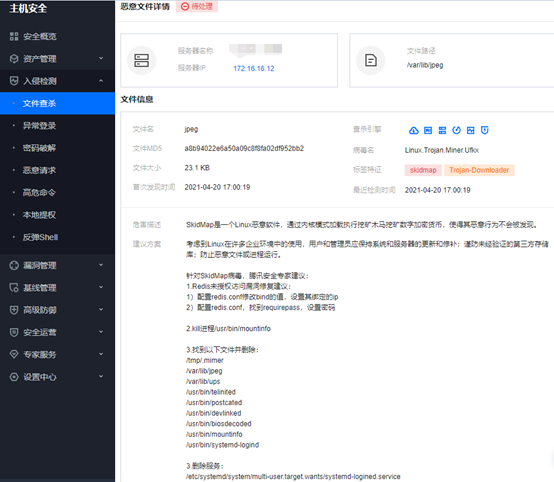 主机安全
安全概览
资产管理
入侵检测
文件查杀
异常登录
密码破解
恶意请求
高危命令
本地提权
反弹Shell
漏洞管理
基线管理
高级防御
安全运营
专家服务
设置中心
恶意文件详情 待处理
服务器名称
服务器IP 172.16.16.12
文件路径
/var/lib/jpeg
文件信息
文件名 jpeg
查杀引擎
文件MD5 a8b94022e6a50a09c8f8fa02df952bb2
病毒名 Linux.Trojan.Miner.Ufkx
文件大小 23.1 KB
标签特征 skidmap Trojan-Downloader
首次发现时间 2021-04-20 17:00:19
最近检测时间 2021-04-20 17:00:19
危害描述 SkidMap是一个Linux恶意软件，通过内核模式加载执行挖矿木马挖矿数字加密货币，使得其恶意行为不会被发现。
建议方案 考虑到Linux在许多企业环境中的使用，用户和管理员应保持系统和服务器的更新和修补；谨防未经验证的第三方存储
库；防止恶意文件或进程运行。
针对SkidMap病毒，腾讯安全专家建议：
1.Redis未授权访问漏洞修复建议：
1）配置redis.conf修改bind的值，设置其绑定的ip
2）配置redis.conf，找到requirepass，设置密码
2.kill进程/usr/bin/mountinfo
3.找到以下文件并删除：
/tmp/.mimer
/var/lib/jpeg
/var/lib/ups
/usr/bin/telinited
/usr/bin/postcated
/usr/bin/devlinked
/usr/bin/biosdecoded
/usr/bin/mountinfo
/usr/bin/systemd-logind
3.删除服务：
/etc/systemd/system/multi-user.target.wants/systemd-logined.service